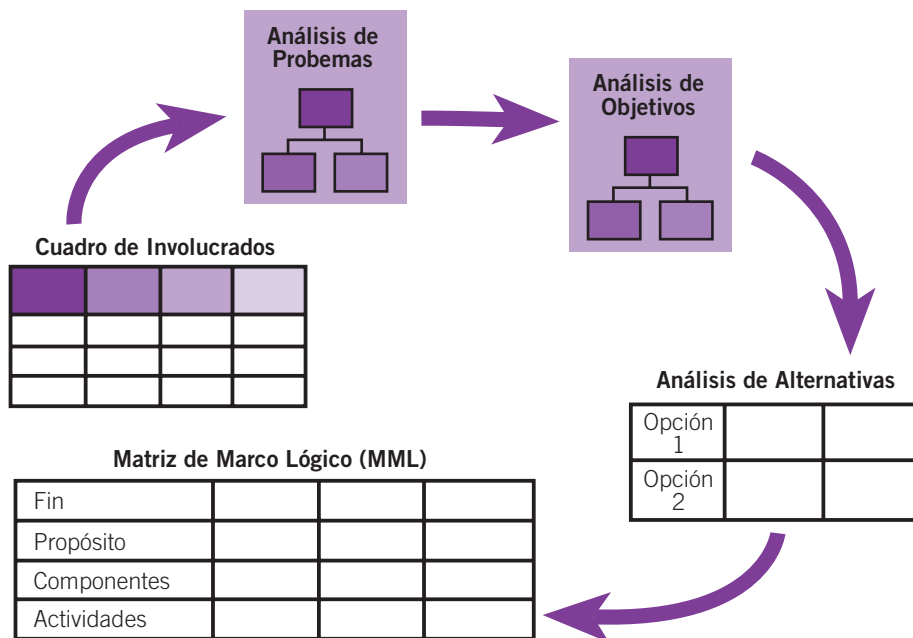 Análisis de
Probemas
Análisis de
Objetivos
Cuadro de Involucrados
Análisis de Alternativas
Opción
1
Opción
2
Matriz de Marco Lógico (MML)
Fin
Propósito
Componentes
Actividades